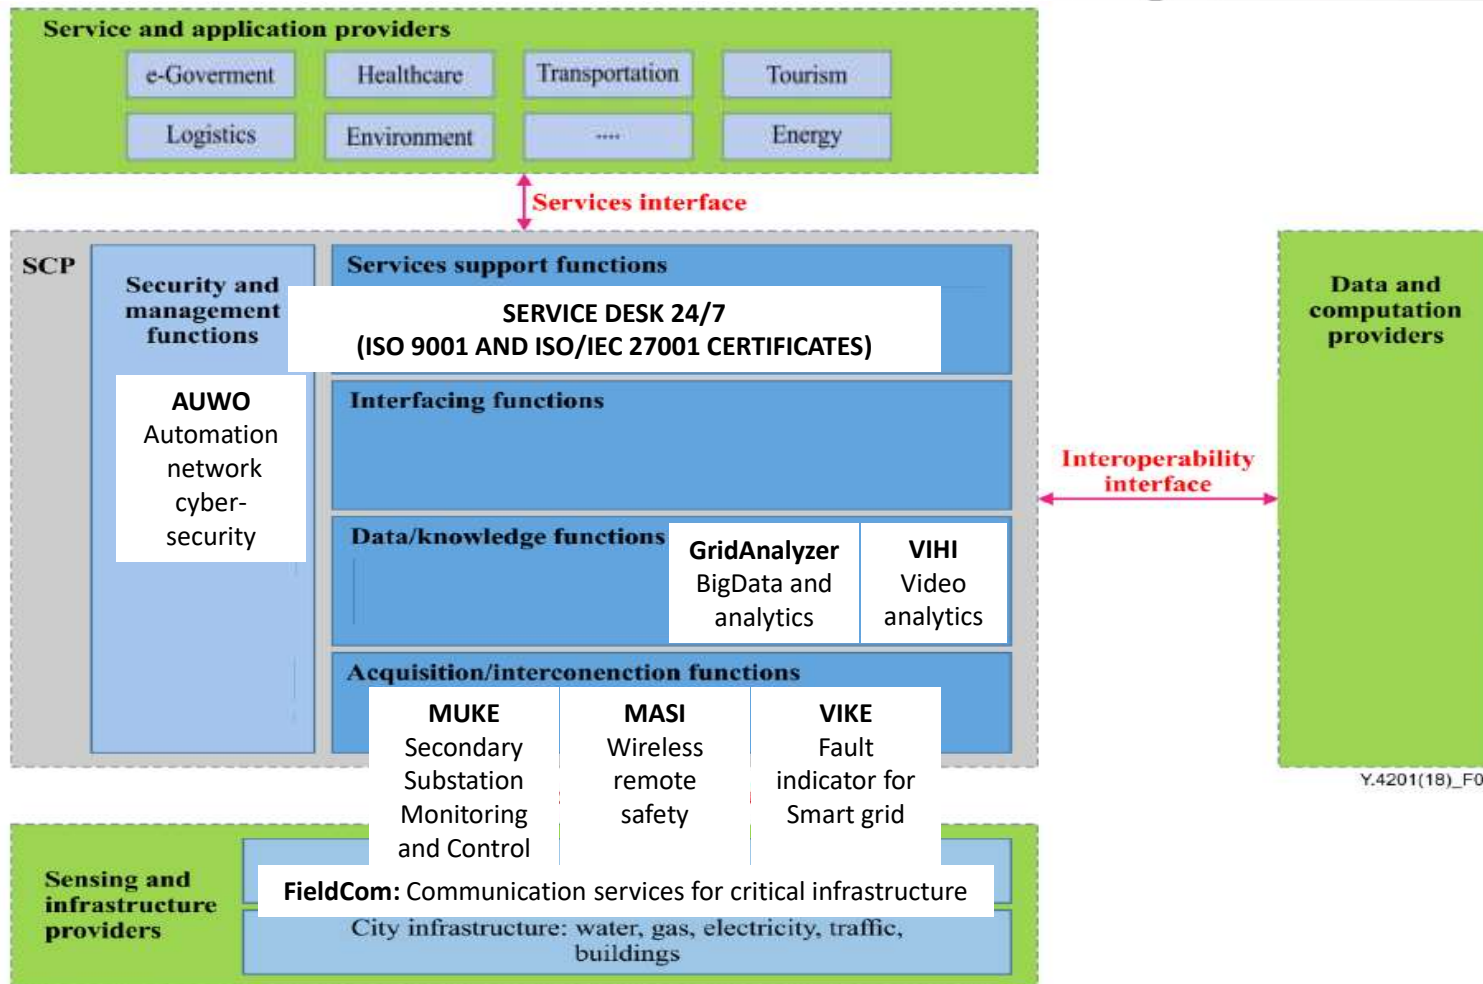 Service and application providers
e-Goverment
Healthcare
Transportation
Tourism
Logistics
Environment
....
Energy
Services interface
SCP
Security and
management
functions
AUWO
Automation
network
cyber-
security
Services support functions
SERVICE DESK 24/7
(ISO 9001 AND ISO/IEC 27001 CERTIFICATES)
Interfacing functions
Data/knowledge functions
GridAnalyzer
BigData and
analytics
VIHI
Video
analytics
Acquisition/interconenction functions
MUKE
Secondary
Substation
Monitoring
and Control
MASI
Wireless
remote
safety
VIKE
Fault
indicator for
Smart grid
Interoperability
interface
Data and
computation
providers
Y.4201(18)_F0
Sensing and
infrastructure
providers
FieldCom: Communication services for critical infrastructure
City infrastructure: water, gas, electricity, traffic,
buildings